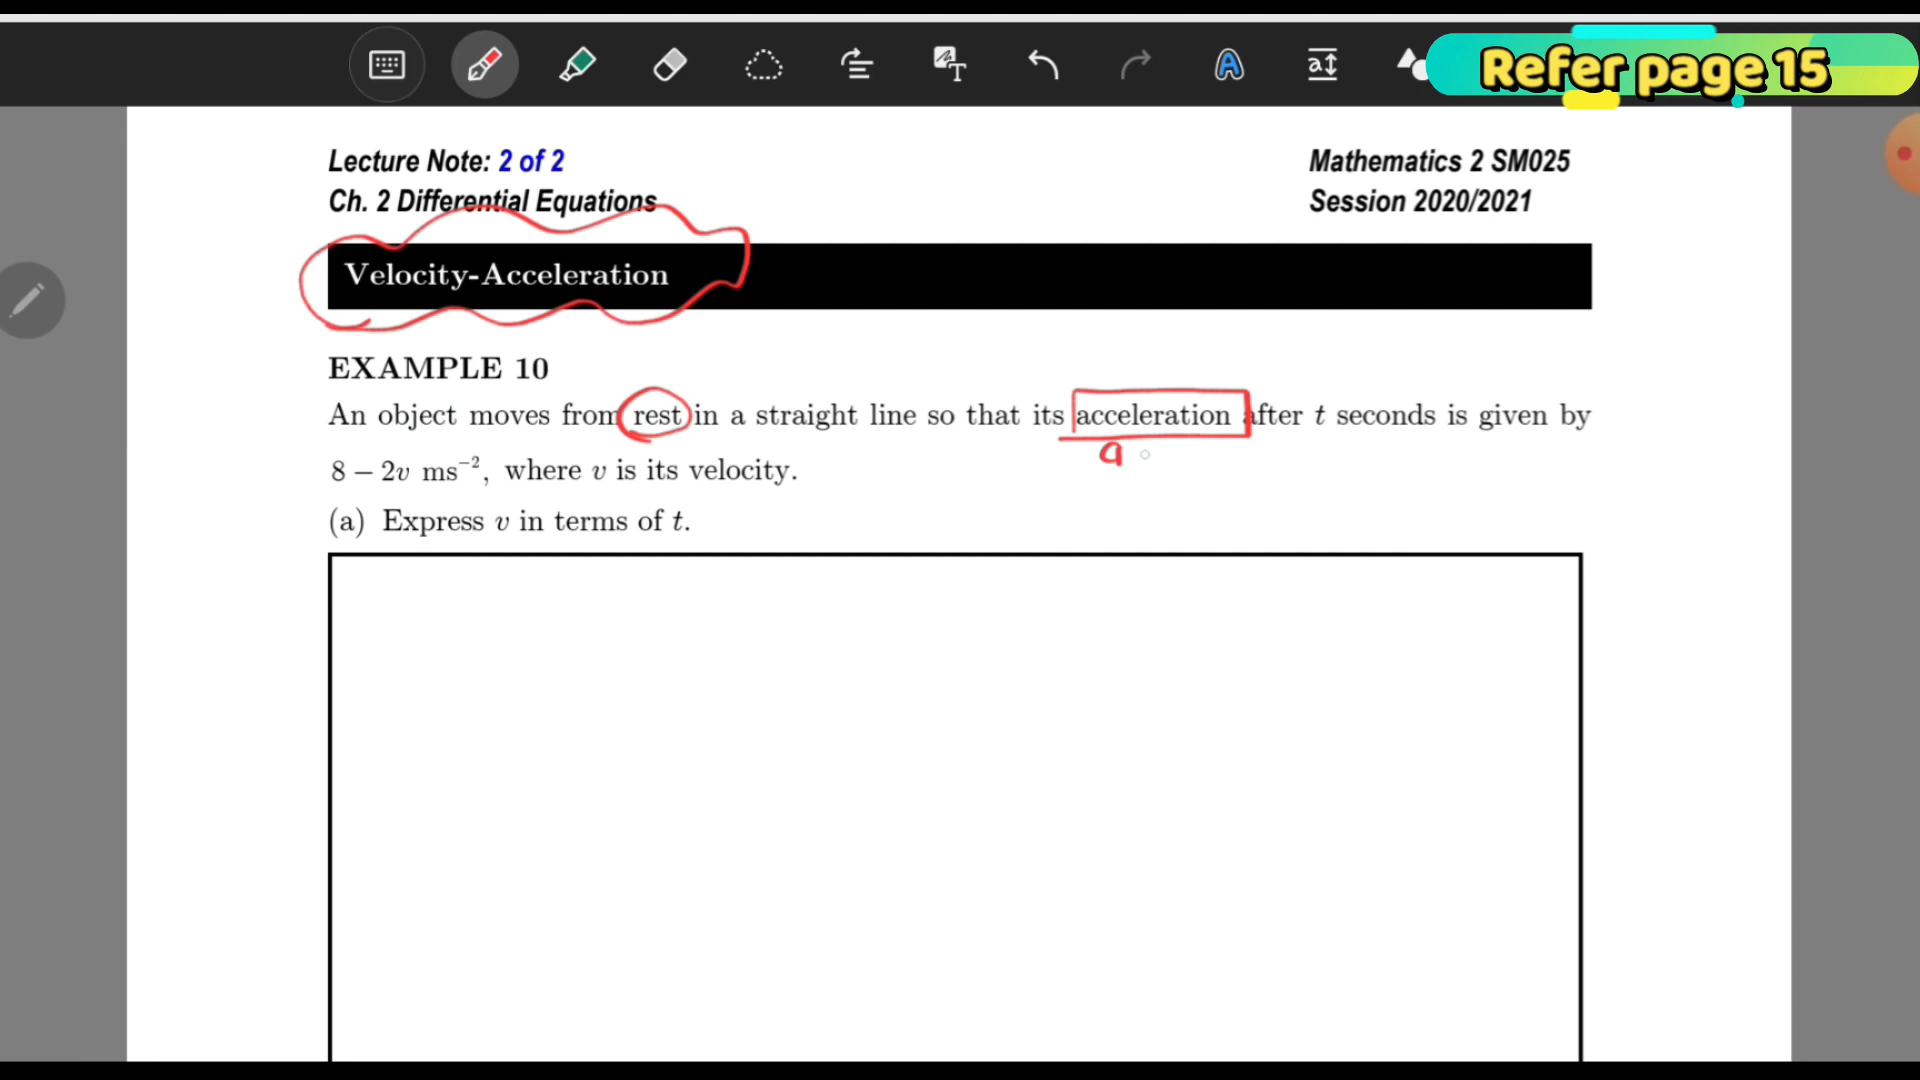 Refer page 15
Lecture Note: 2 of 2
Mathematics 2 SM025
Ch. 2 Differential Equations
Session 2020/2021
Velocity-Acceleration
EXAMPLE 10
An object moves from rest in a straight line so that its acceleration after t seconds is given by
a
8 − 2v ms⁻², where v is its velocity.
(a) Express v in terms of t.